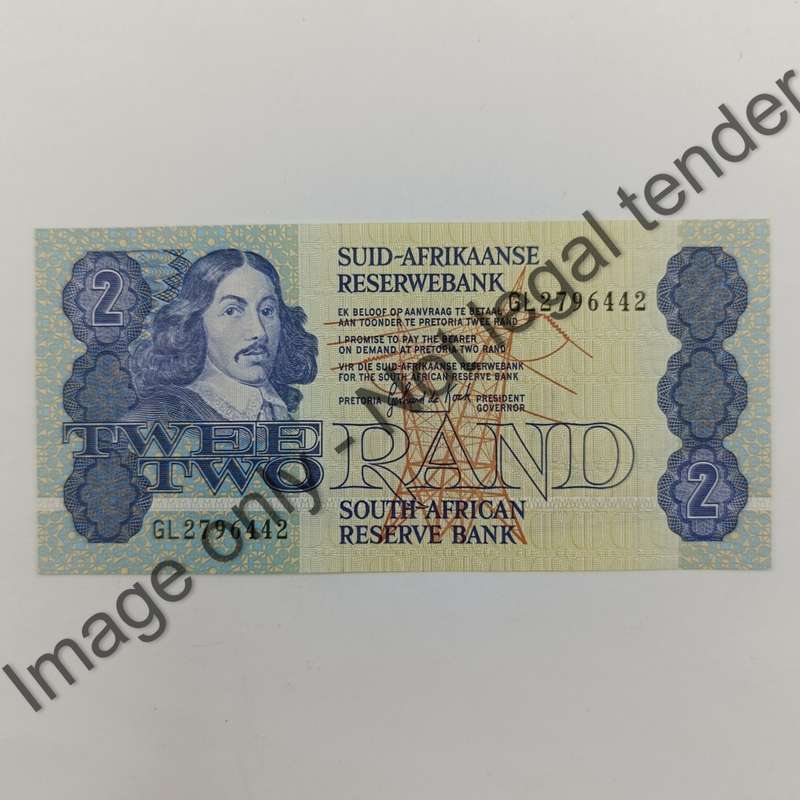 2
SUID-AFRIKAANSE
RESERWEBANK
GL2796442
EK BELOOF OP AANVRAAG TE BETAAL
AAN TOONDER TE PRETORIA TWEE RAND
I PROMISE TO PAY THE BEARER
ON DEMAND AT PRETORIA TWO RAND
VIR DIE SUID-AFRIKAANSE RESERWEBANK
FOR THE SOUTH AFRICAN RESERVE BANK
PRETORIA PRESIDENT
GOVERNOR
TWEE
TWO RAND
2
GL2796442
SOUTH AFRICAN
RESERVE BANK
Image only - Not legal tender